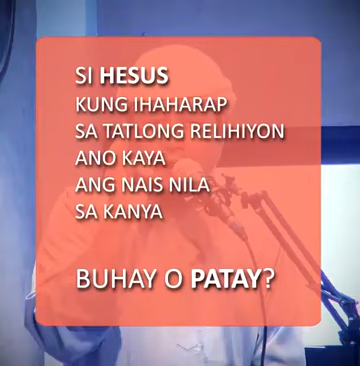 SI HESUS
KUNG IHAHARAP
SA TATLONG RELIHIYON
ANO KAYA
ANG NAIS NILA
SA KANYA
BUHAY O PATAY?